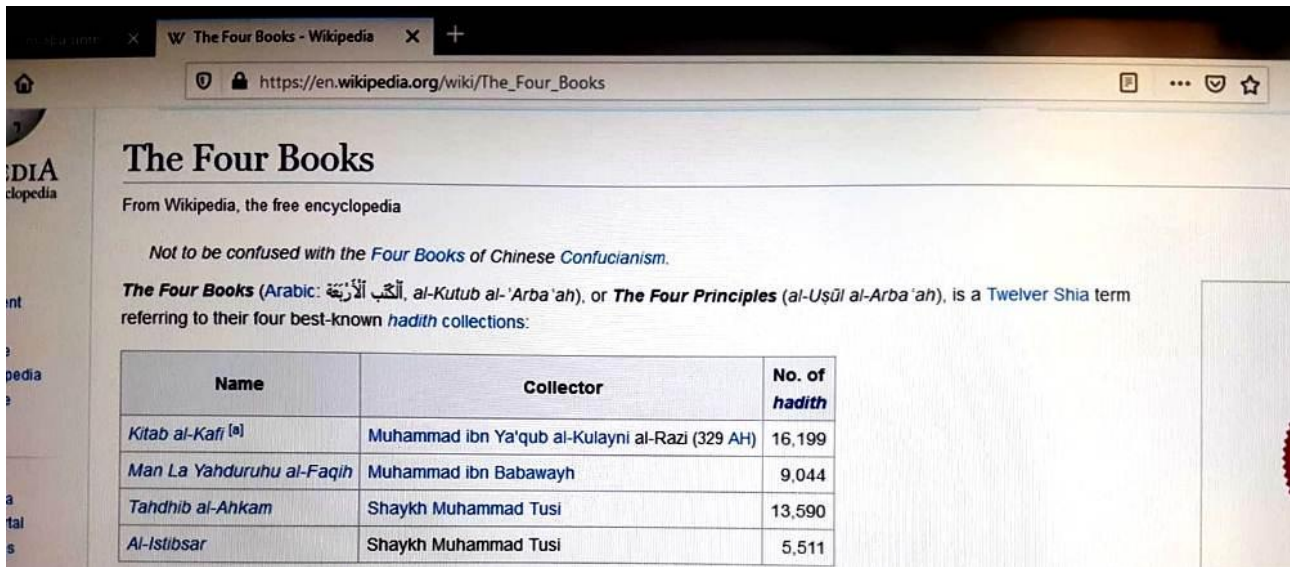 W The Four Books - Wikipedia
https://en.wikipedia.org/wiki/The_Four_Books
EDIA
clopedia
The Four Books
From Wikipedia, the free encyclopedia
Not to be confused with the Four Books of Chinese Confucianism.
The Four Books (Arabic: ٱلْكُتُب ٱلْأَرْبَعَة, al-Kutub al-ʾArbaʿah), or The Four Principles (al-Uṣūl al-Arbaʿah), is a Twelver Shia term
referring to their four best-known hadith collections:
Name Collector No. of
hadith
Kitab al-Kafi [a] Muhammad ibn Ya'qub al-Kulayni al-Razi (329 AH) 16,199
Man La Yahduruhu al-Faqih Muhammad ibn Babawayh 9,044
Tahdhib al-Ahkam Shaykh Muhammad Tusi 13,590
Al-Istibsar Shaykh Muhammad Tusi 5,511
nt
pedia
a
tal
s